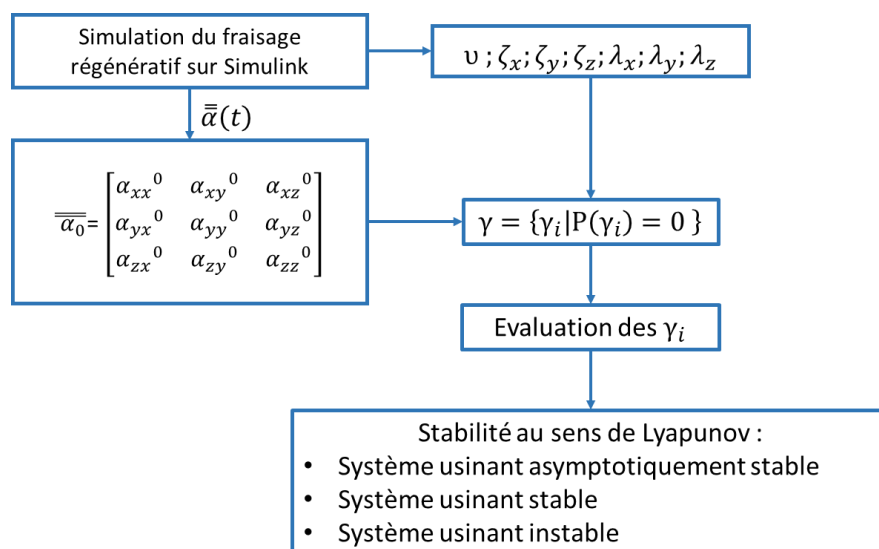 Simulation du fraisage
régénératif sur Simulink
υ ; ζ_x; ζ_y; ζ_z; λ_x; λ_y; λ_z
α̿(t)
α̿₀= [α_xx⁰ α_xy⁰ α_xz⁰
α_yx⁰ α_yy⁰ α_yz⁰
α_zx⁰ α_zy⁰ α_zz⁰]
γ = {γ_i|P(γ_i) = 0 }
Evaluation des γ_i
Stabilité au sens de Lyapunov :
• Système usinant asymptotiquement stable
• Système usinant stable
• Système usinant instable